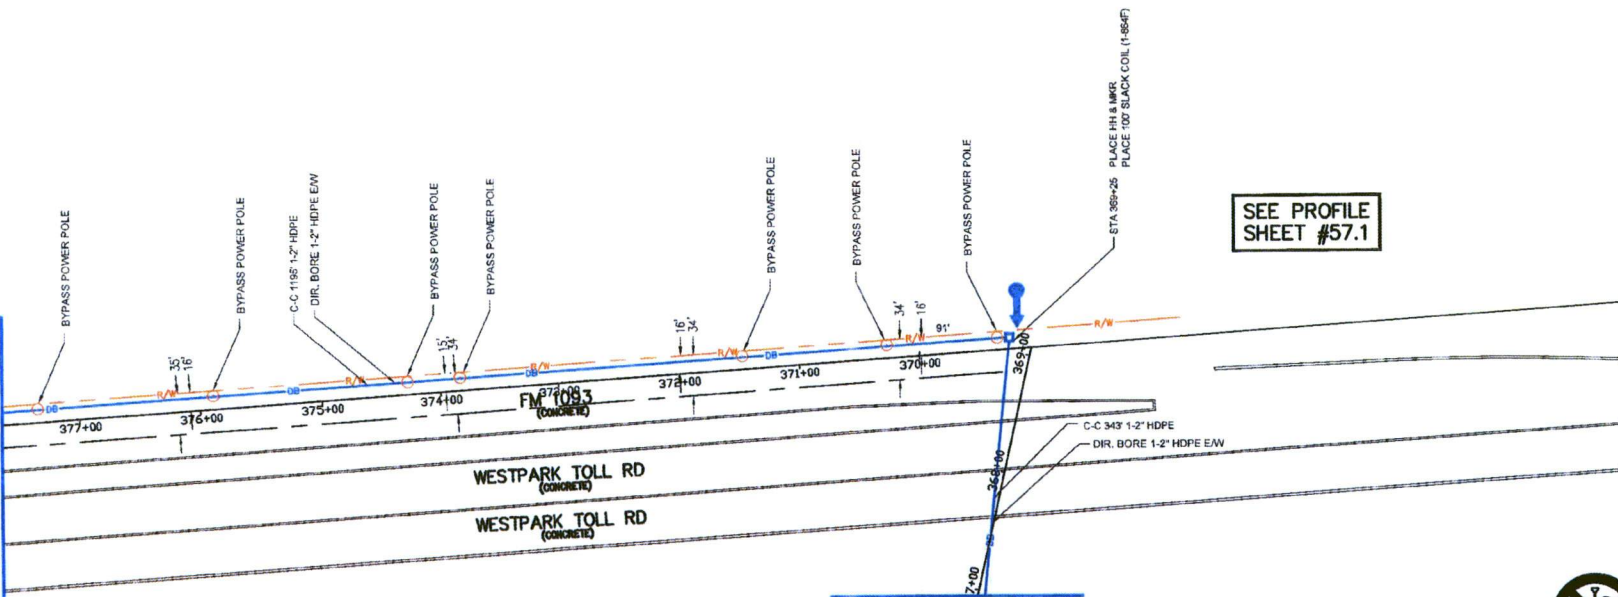 BYPASS POWER POLE
BYPASS POWER POLE
C-C 1196' 1-2" HDPE
DIR. BORE 1-2" HDPE E/W
BYPASS POWER POLE
BYPASS POWER POLE
BYPASS POWER POLE
BYPASS POWER POLE
BYPASS POWER POLE
STA 369+25 PLACE HH & MKR
PLACE 100' SLACK COIL (1-864F)
SEE PROFILE
SHEET #57.1
35'
16'
15'
34'
16'
34'
34'
16'
91'
R/W
R/W
R/W
R/W
R/W
R/W
DB
DB
DB
DB
377+00
376+00
375+00
374+00
373+00
372+00
371+00
370+00
369+00
FM 1093
(CONCRETE)
WESTPARK TOLL RD
(CONCRETE)
WESTPARK TOLL RD
(CONCRETE)
C-C 343' 1-2" HDPE
DIR. BORE 1-2" HDPE E/W
368+00
DB
7+00